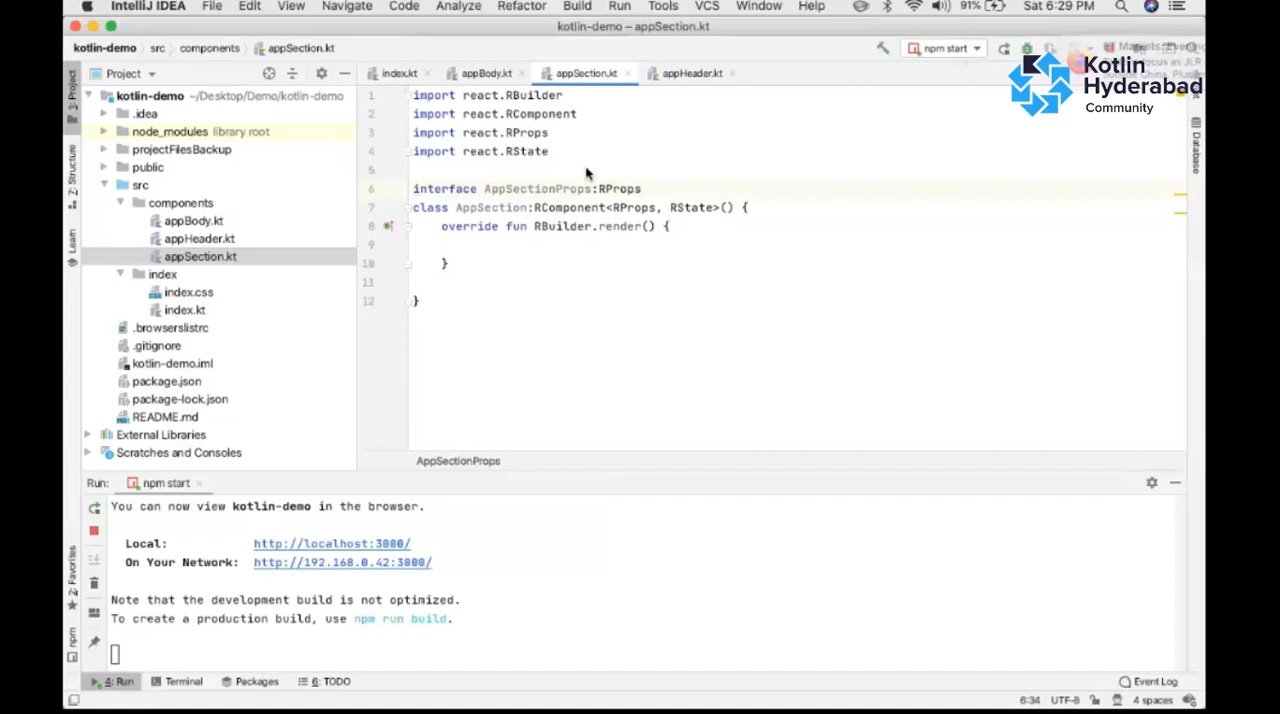 IntelliJ IDEA File Edit View Navigate Code Analyze Refactor Build Run Tools VCS Window Help 91% Sat 6:29 PM
kotlin-demo – appSection.kt
kotlin-demo src components appSection.kt npm start
Kotlin
Hyderabad
Community
1: Project
Project
index.kt appBody.kt appSection.kt appHeader.kt
kotlin-demo ~/Desktop/Demo/kotlin-demo
.idea
node_modules library root
projectFilesBackup
public
src
components
appBody.kt
appHeader.kt
appSection.kt
index
index.css
index.kt
.browserslistrc
.gitignore
kotlin-demo.iml
package.json
package-lock.json
README.md
External Libraries
Scratches and Consoles
Z: Structure
Learn
2: Favorites
npm
Database
1 import react.RBuilder
2 import react.RComponent
3 import react.RProps
4 import react.RState
5
6 interface AppSectionProps:RProps
7 class AppSection:RComponent<RProps, RState>() {
8 override fun RBuilder.render() {
9
10 }
11
12 }
AppSectionProps
Run: npm start
You can now view kotlin-demo in the browser.
Local: http://localhost:3000/
On Your Network: http://192.168.0.42:3000/
Note that the development build is not optimized.
To create a production build, use npm run build.
4: Run Terminal Packages 6: TODO Event Log
6:34 UTF-8 4 spaces